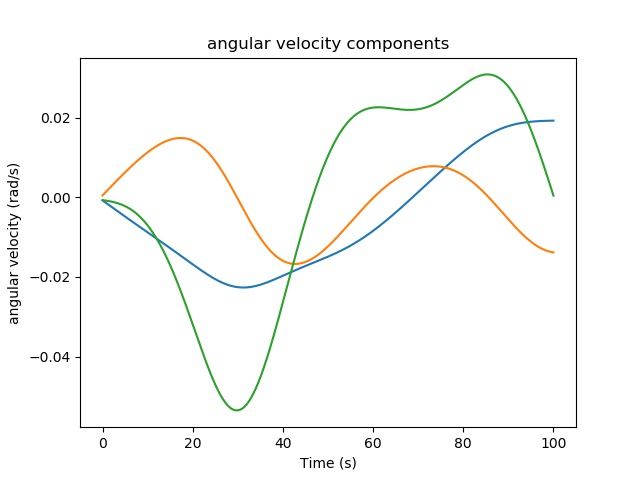 angular velocity components
angular velocity (rad/s)
0.02
0.00
−0.02
−0.04
0 20 40 60 80 100
Time (s)